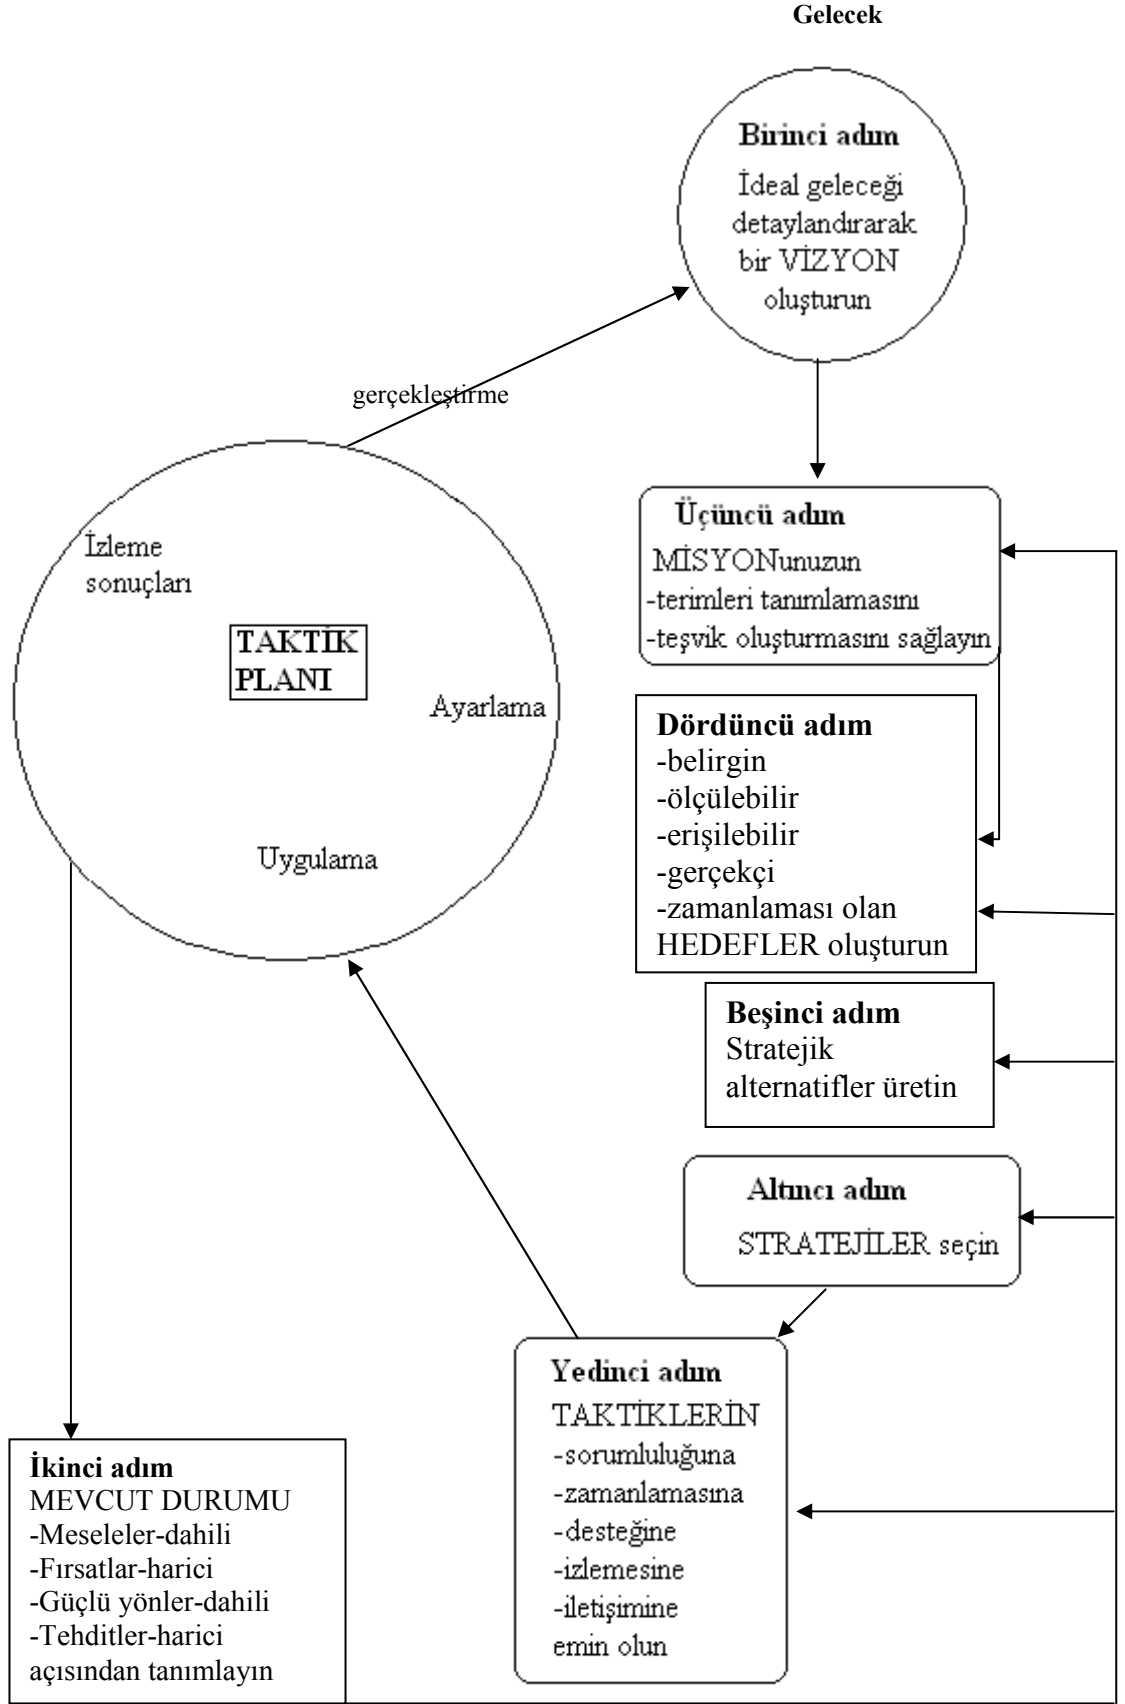 Gelecek
Birinci adım
İdeal geleceği
detaylandırarak
bir VİZYON
oluşturun
gerçekleştirme
İzleme
sonuçları
TAKTİK
PLANI
Ayarlama
Uygulama
Üçüncü adım
MİSYONunuzun
-terimleri tanımlamasını
-teşvik oluşturmasını sağlayın
Dördüncü adım
-belirgin
-ölçülebilir
-erişilebilir
-gerçekçi
-zamanlaması olan
HEDEFLER oluşturun
Beşinci adım
Stratejik
alternatifler üretin
Altıncı adım
STRATEJİLER seçin
Yedinci adım
TAKTİKLERİN
-sorumluluğuna
-zamanlamasına
-desteğine
-izlemesine
-iletişimine
emin olun
İkinci adım
MEVCUT DURUMU
-Meseleler-dahili
-Fırsatlar-harici
-Güçlü yönler-dahili
-Tehditler-harici
açısından tanımlayın